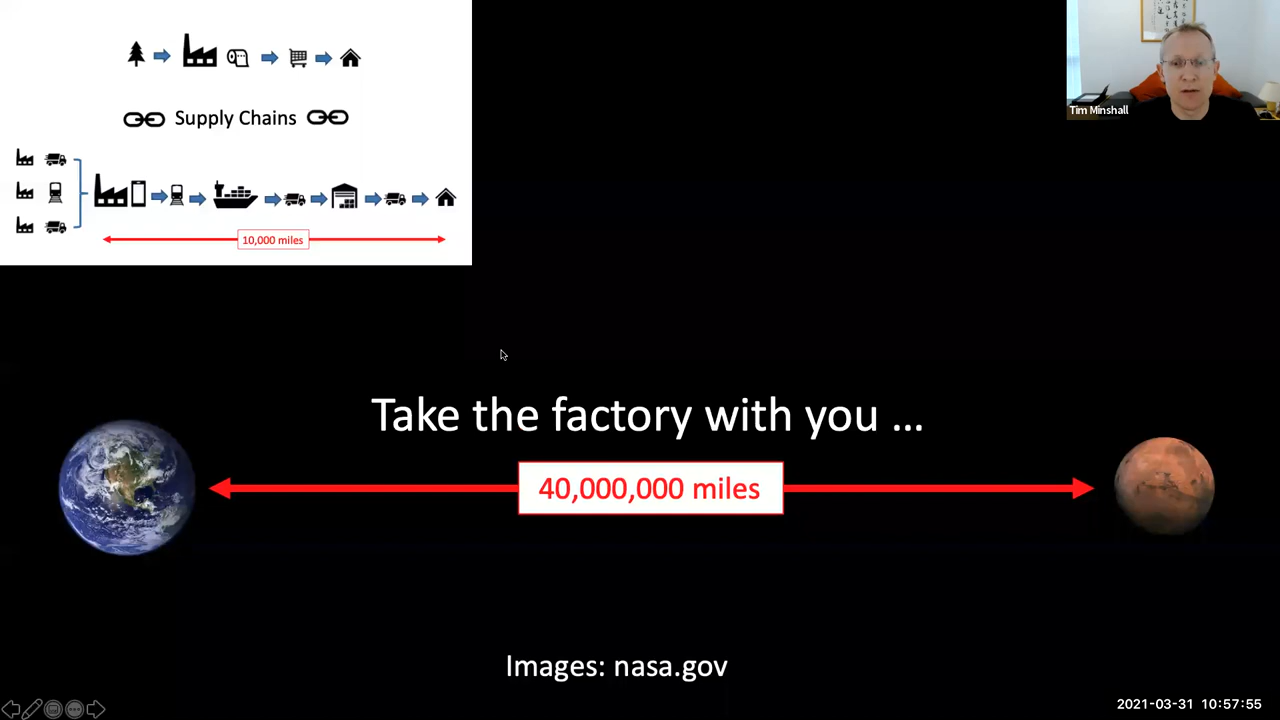 Supply Chains
10,000 miles
Tim Minshall
Take the factory with you ...
40,000,000 miles
Images: nasa.gov
2021-03-31 10:57:55